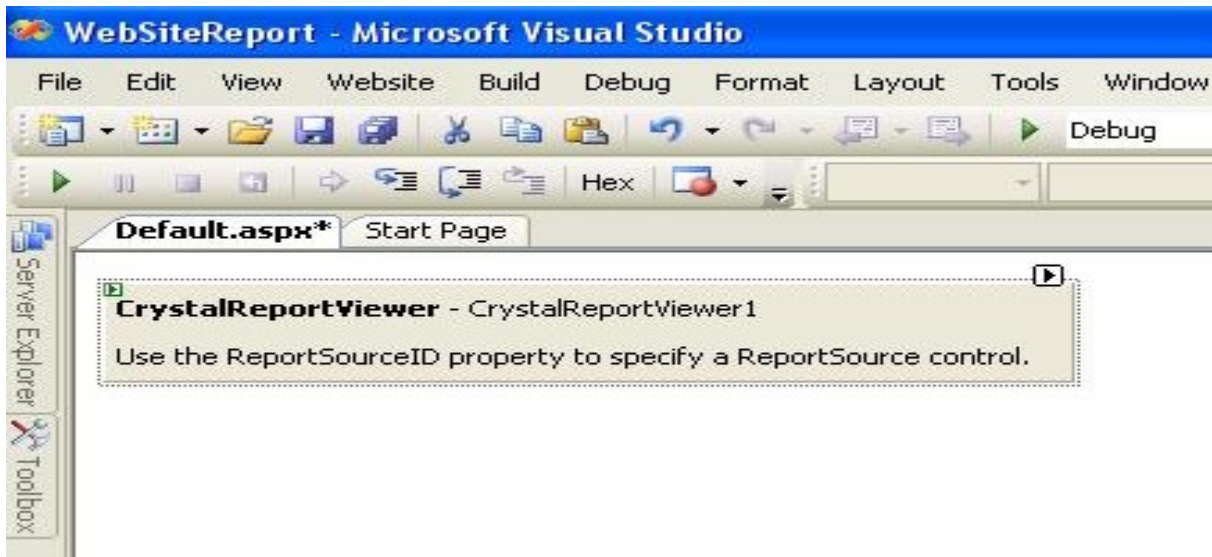 WebSiteReport - Microsoft Visual Studio
File Edit View Website Build Debug Format Layout Tools Window
Debug
Hex
Default.aspx* Start Page
Server Explorer
Toolbox
CrystalReportViewer - CrystalReportViewer1
Use the ReportSourceID property to specify a ReportSource control.